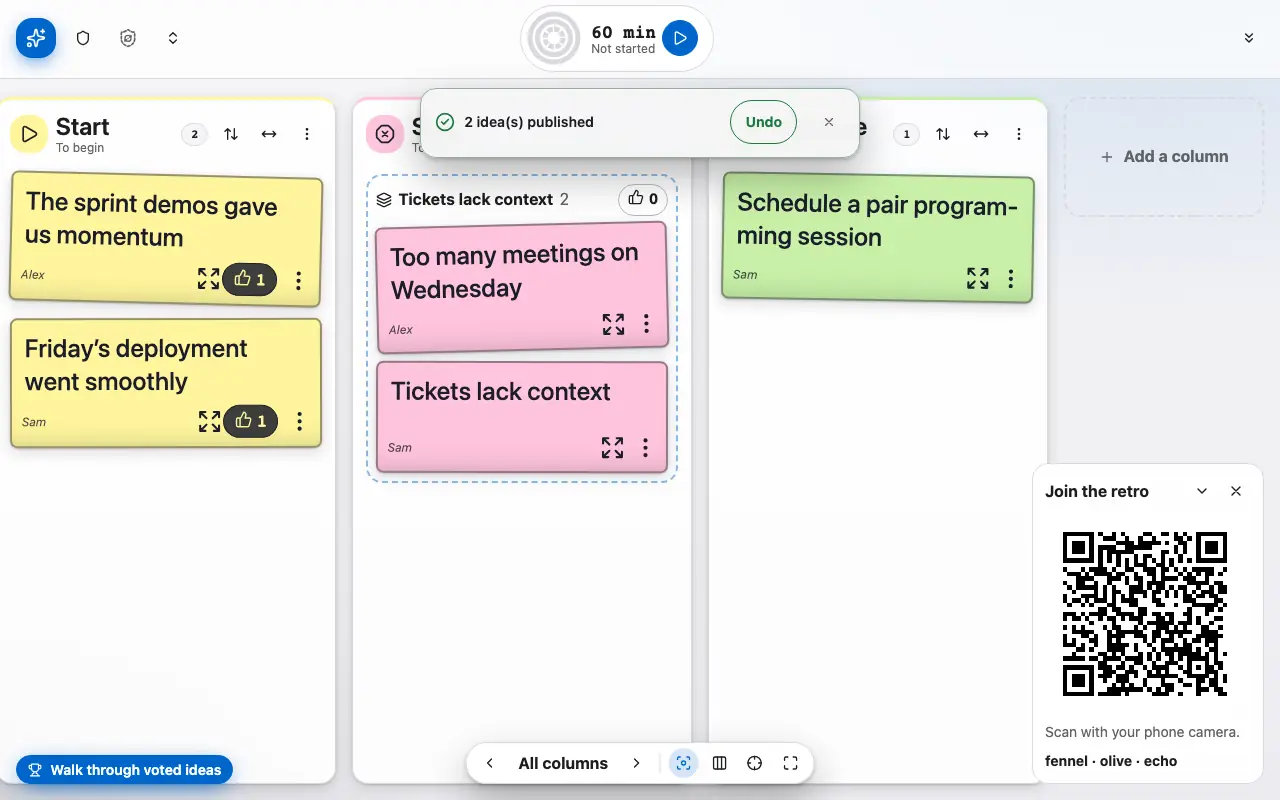 60 min
Not started
2 idea(s) published
Undo
Start
To begin
2
The sprint demos gave
us momentum
Alex
1
Friday's deployment
went smoothly
Sam
1
Tickets lack context 2
0
Too many meetings on
Wednesday
Alex
Tickets lack context
Sam
1
Schedule a pair program-
ming session
Sam
+ Add a column
Join the retro
Scan with your phone camera.
fennel · olive · echo
Walk through voted ideas
All columns